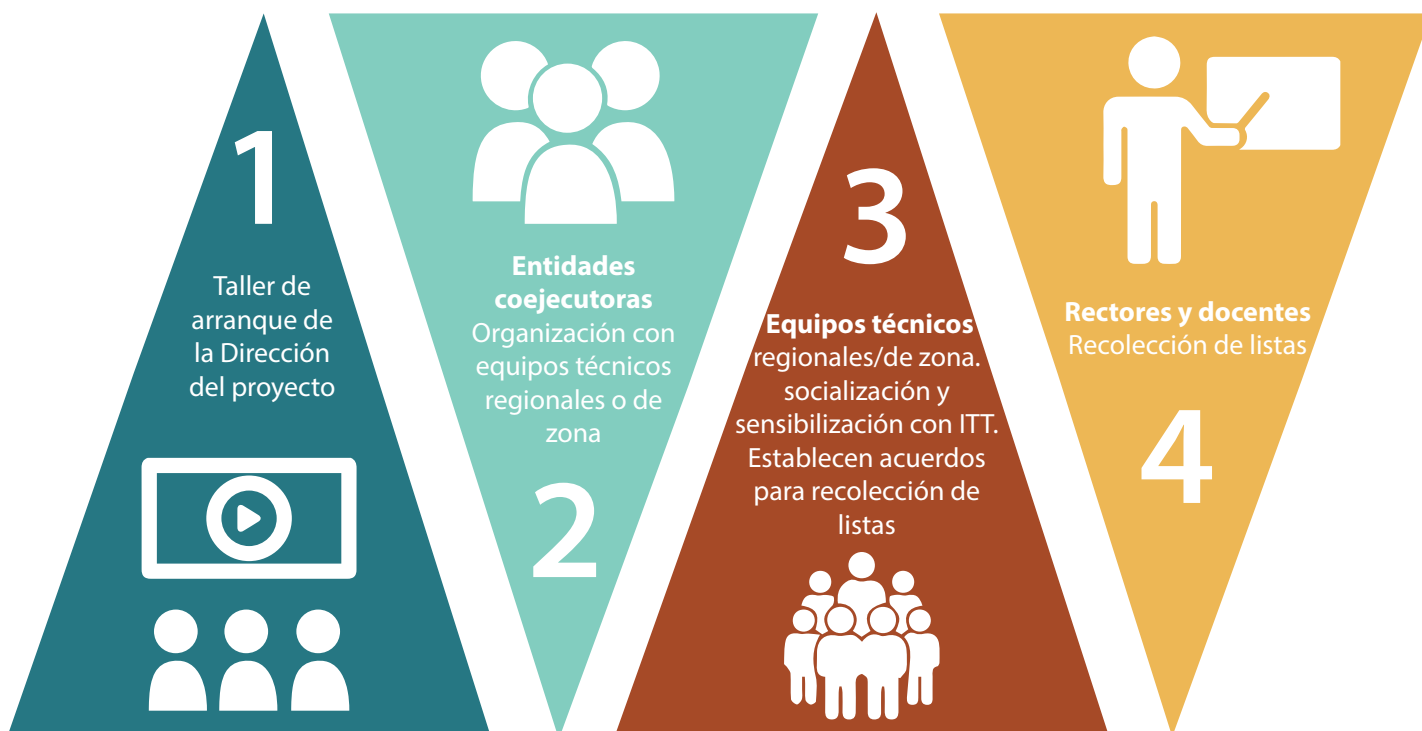 1
Taller de
arranque de
la Dirección
del proyecto
Entidades
coejecutoras
Organización con
equipos técnicos
regionales o de
zona
2
3
Equipos técnicos
regionales/de zona.
socialización y
sensibilización con ITT.
Establecen acuerdos
para recolección de
listas
Rectores y docentes
Recolección de listas
4